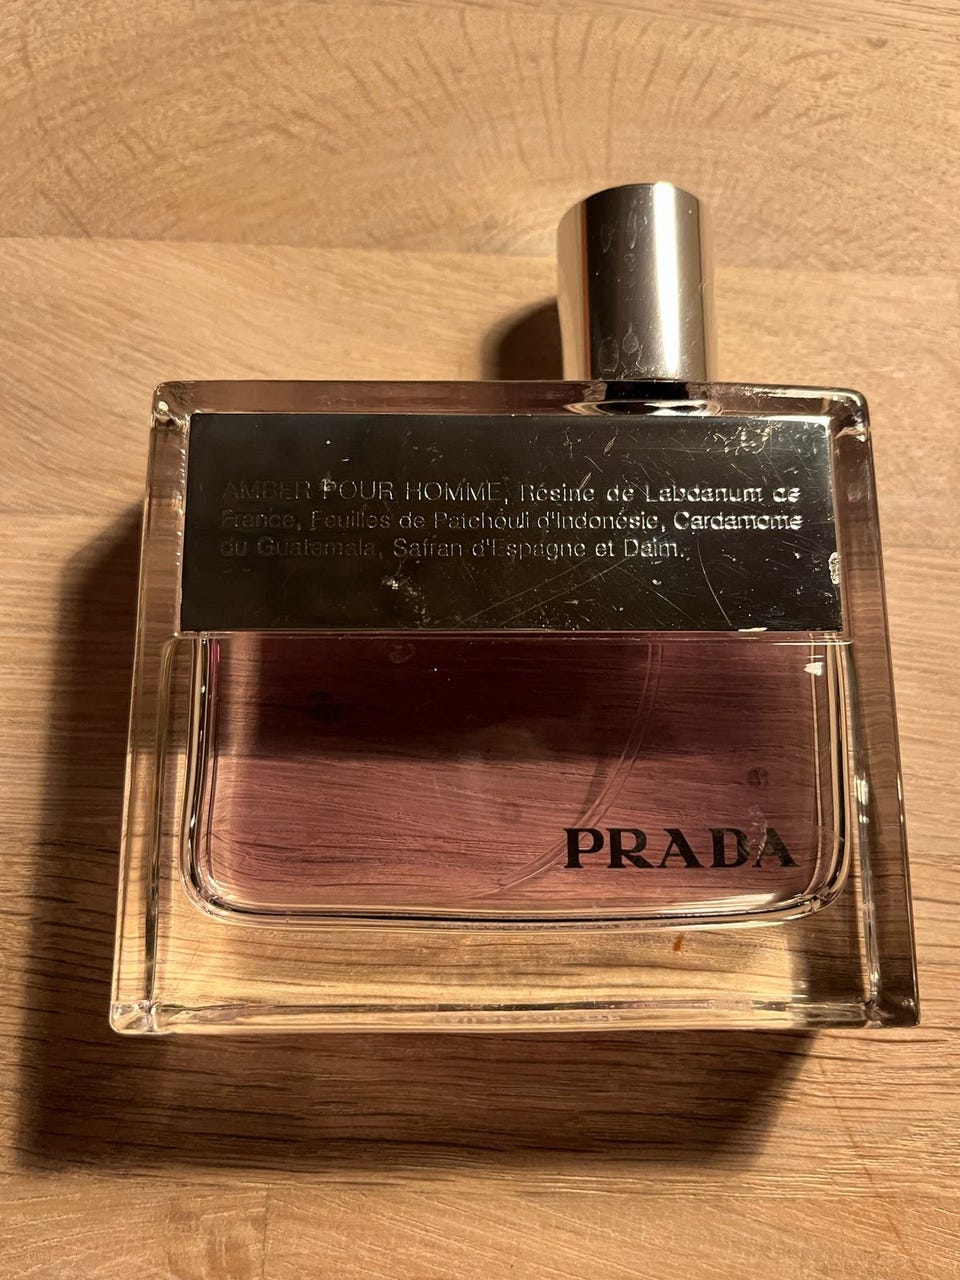 AMBER POUR HOMME, Résine de Labdanum de
France, Feuilles de Patchouli d'Indonésie, Cardamome
du Guatemala, Safran d'Espagne et Daim.
PRADA